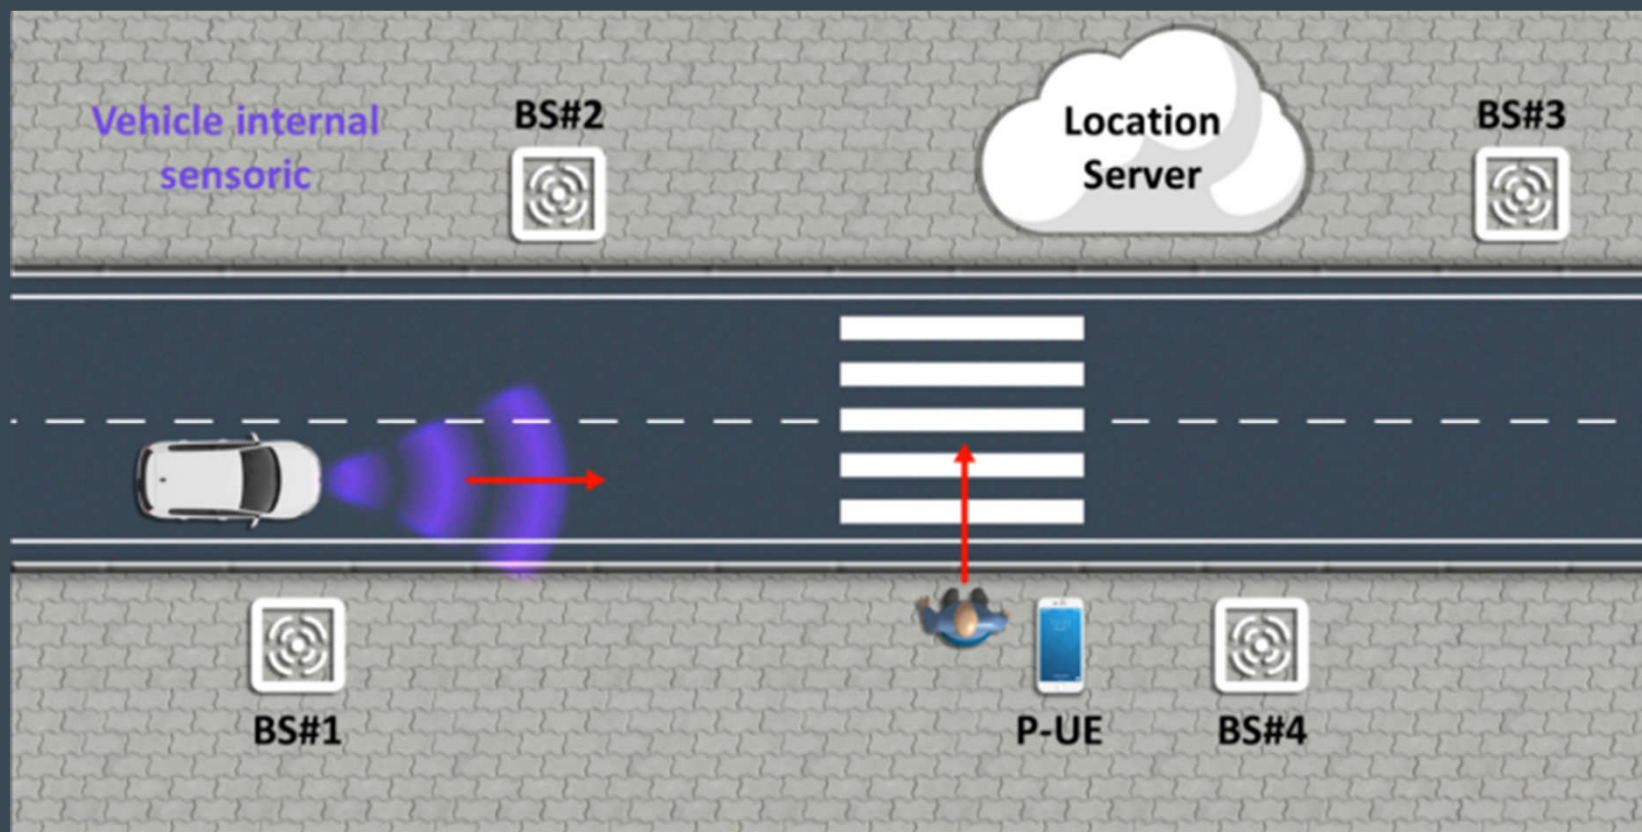 Vehicle internal
sensoric
BS#2
Location
Server
BS#3
BS#1
P-UE
BS#4